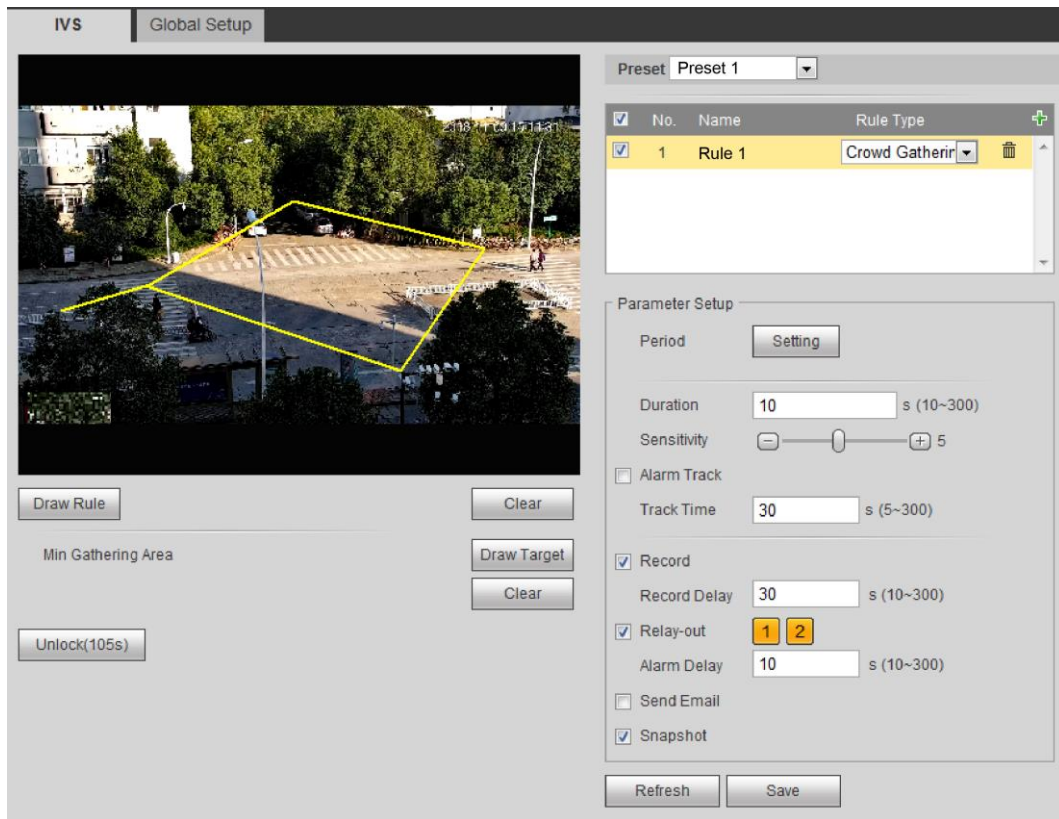 IVS Global Setup
Preset Preset 1
No. Name Rule Type
1 Rule 1 Crowd Gatherin
Parameter Setup
Period Setting
Duration 10 s (10~300)
Sensitivity 5
Alarm Track
Track Time 30 s (5~300)
Record
Record Delay 30 s (10~300)
Relay-out 1 2
Alarm Delay 10 s (10~300)
Send Email
Snapshot
Refresh Save
Draw Rule Clear
Min Gathering Area Draw Target
Clear
Unlock(105s)